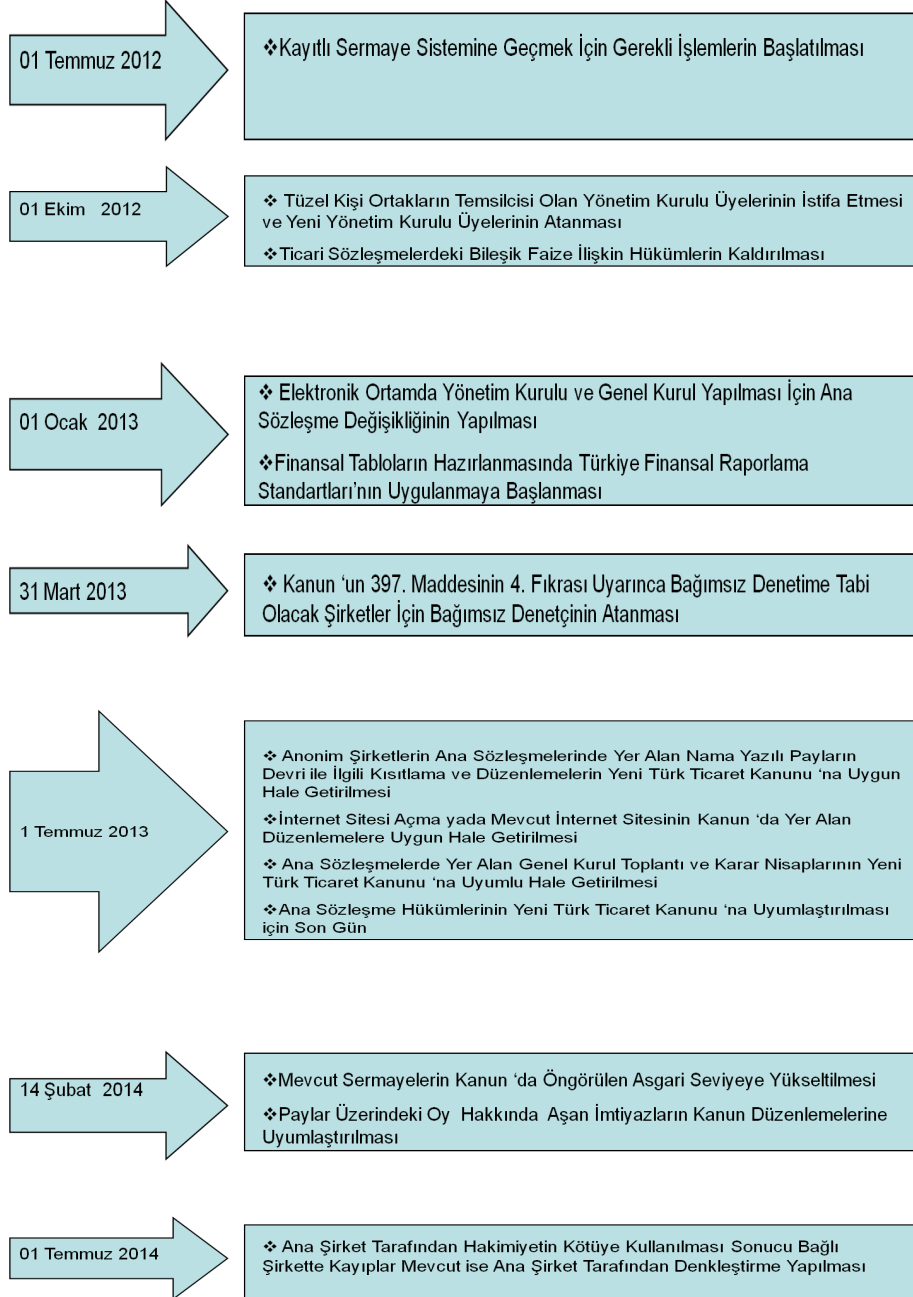 01 Temmuz 2012
❖Kayıtlı Sermaye Sistemine Geçmek İçin Gerekli İşlemlerin Başlatılması
01 Ekim 2012
❖ Tüzel Kişi Ortakların Temsilcisi Olan Yönetim Kurulu Üyelerinin İstifa Etmesi
ve Yeni Yönetim Kurulu Üyelerinin Atanması
❖Ticari Sözleşmelerdeki Bileşik Faize İlişkin Hükümlerin Kaldırılması
01 Ocak 2013
❖ Elektronik Ortamda Yönetim Kurulu ve Genel Kurul Yapılması İçin Ana
Sözleşme Değişikliğinin Yapılması
❖Finansal Tabloların Hazırlanmasında Türkiye Finansal Raporlama
Standartları’nın Uygulanmaya Başlanması
31 Mart 2013
❖ Kanun ‘un 397. Maddesinin 4. Fıkrası Uyarınca Bağımsız Denetime Tabi
Olacak Şirketler İçin Bağımsız Denetçinin Atanması
1 Temmuz 2013
❖ Anonim Şirketlerin Ana Sözleşmelerinde Yer Alan Nama Yazılı Payların
Devri ile İlgili Kısıtlama ve Düzenlemelerin Yeni Türk Ticaret Kanunu ‘na Uygun
Hale Getirilmesi
❖İnternet Sitesi Açma yada Mevcut İnternet Sitesinin Kanun ‘da Yer Alan
Düzenlemelere Uygun Hale Getirilmesi
❖ Ana Sözleşmelerde Yer Alan Genel Kurul Toplantı ve Karar Nisaplarının Yeni
Türk Ticaret Kanunu ‘na Uyumlu Hale Getirilmesi
❖Ana Sözleşme Hükümlerinin Yeni Türk Ticaret Kanunu ‘na Uyumlaştırılması
için Son Gün
14 Şubat 2014
❖Mevcut Sermayelerin Kanun ‘da Öngörülen Asgari Seviyeye Yükseltilmesi
❖Paylar Üzerindeki Oy Hakkında Aşan İmtiyazların Kanun Düzenlemelerine
Uyumlaştırılması
01 Temmuz 2014
❖ Ana Şirket Tarafından Hakimiyetin Kötüye Kullanılması Sonucu Bağlı
Şirkette Kayıplar Mevcut ise Ana Şirket Tarafından Denkleştirme Yapılması